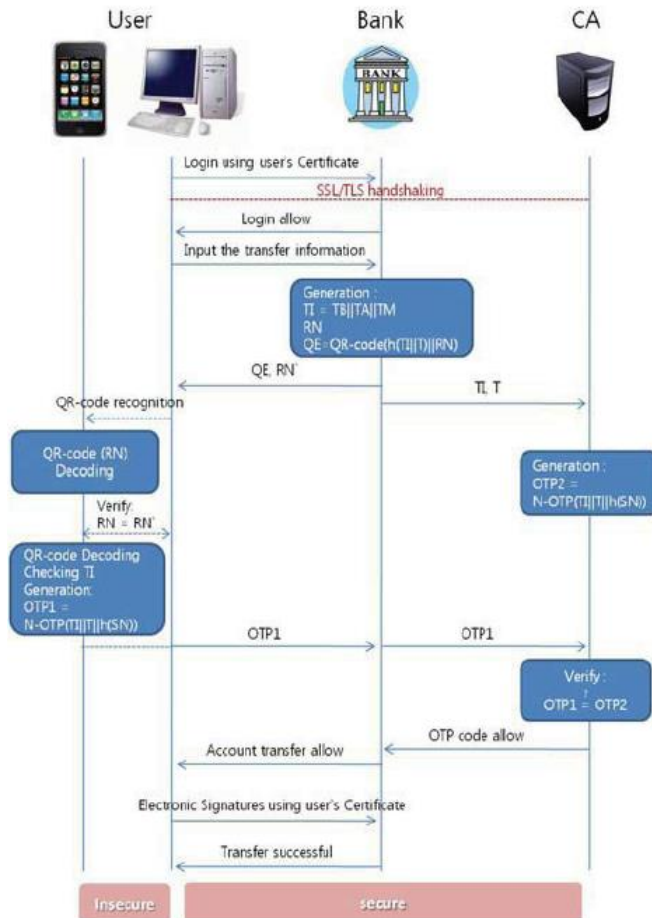 User
Bank
CA
BANK
Login using user's Certificate
SSL/TLS handshaking
Login allow
Input the transfer information
Generation :
TI = TB||TA||TM
RN
QE=QR-code(h(TI||T)||RN)
QE, RN`
TI, T
QR-code recognition
QR-code (RN)
Decoding
Generation :
OTP2 =
N-OTP(TI||T||h(SN))
Verify:
RN = RN`
QR-code Decoding
Checking TI
Generation:
OTP1 =
N-OTP(TI||T||h(SN))
OTP1
OTP1
Verify :
?
OTP1 = OTP2
OTP code allow
Account transfer allow
Electronic Signatures using user's Certificate
Transfer successful
Insecure
secure